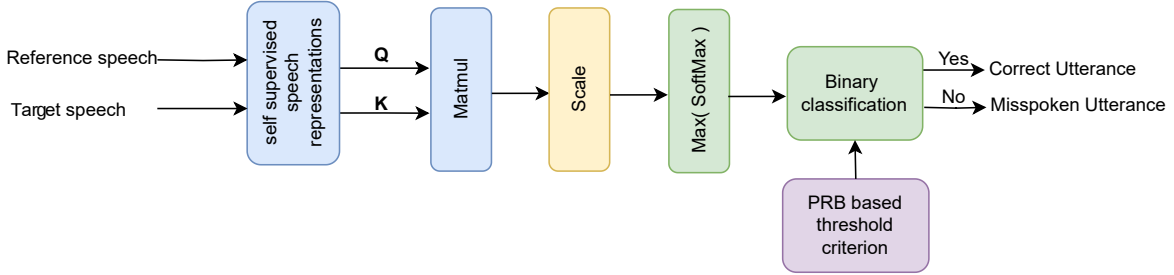 Reference speech
Target speech
self supervised
speech
representations
Q
K
Matmul
Scale
Max( SoftMax )
Binary
classification
Yes
Correct Utterance
No
Misspoken Utterance
PRB based
threshold
criterion